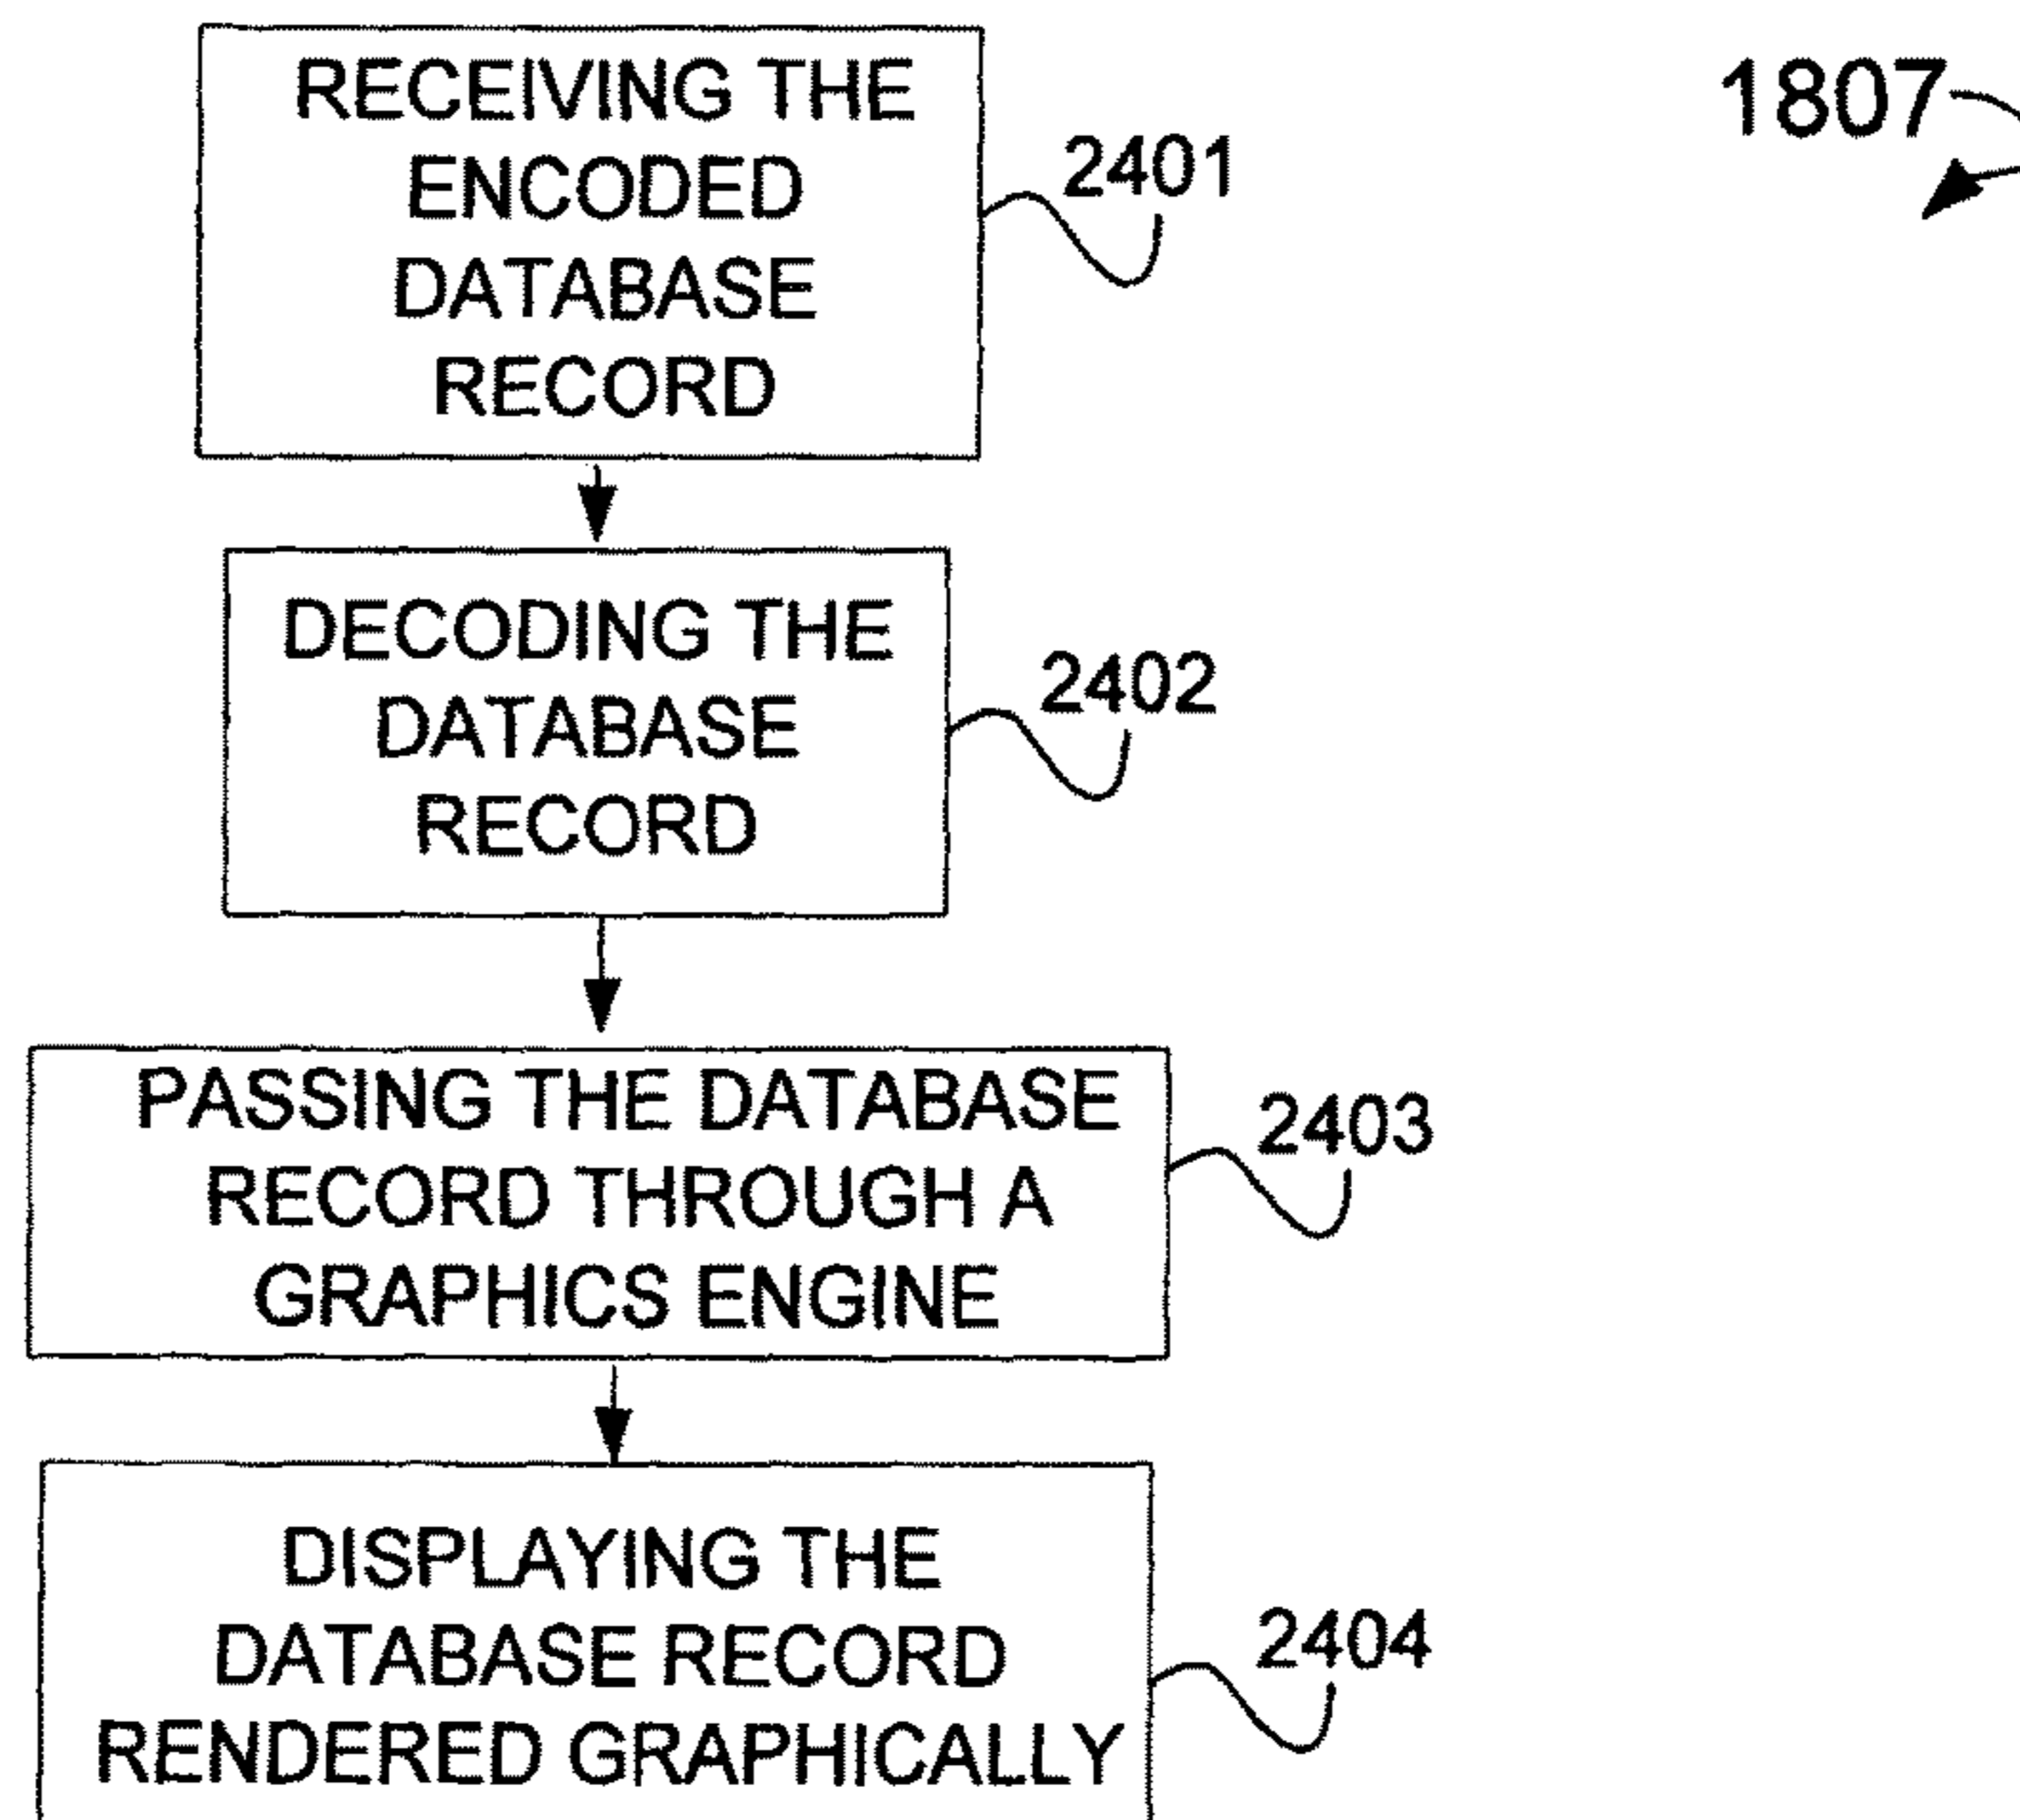 RECEIVING THE
ENCODED
DATABASE
RECORD
2401
1807
DECODING THE
DATABASE
RECORD
2402
PASSING THE DATABASE
RECORD THROUGH A
GRAPHICS ENGINE
2403
DISPLAYING THE
DATABASE RECORD
RENDERED GRAPHICALLY
2404